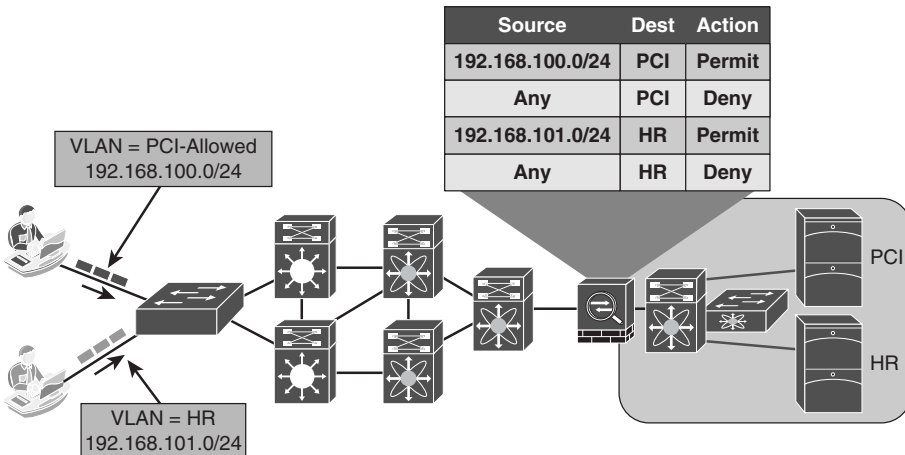 Source Dest Action
192.168.100.0/24 PCI Permit
Any PCI Deny
192.168.101.0/24 HR Permit
Any HR Deny
VLAN = PCI-Allowed
192.168.100.0/24
PCI
HR
VLAN = HR
192.168.101.0/24